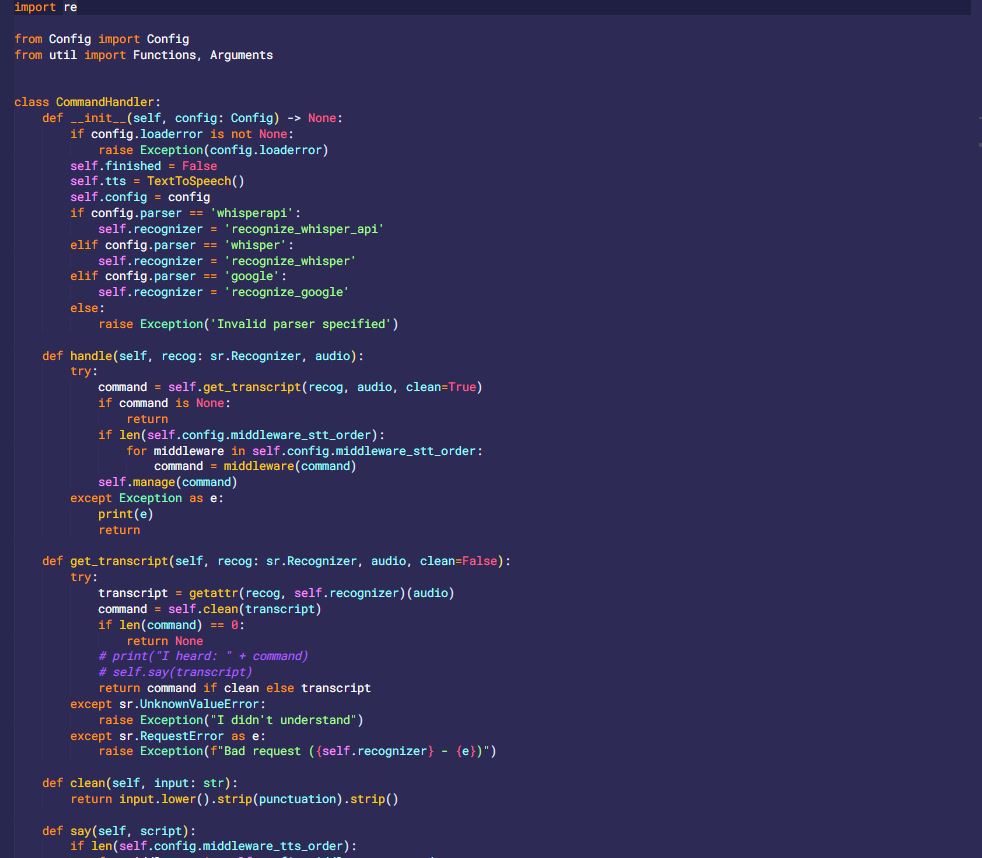 import re
from Config import Config
from util import Functions, Arguments
class CommandHandler:
    def __init__(self, config: Config) -> None:
        if config.loaderror is not None:
            raise Exception(config.loaderror)
        self.finished = False
        self.tts = TextToSpeech()
        self.config = config
        if config.parser == 'whisperapi':
            self.recognizer = 'recognize_whisper_api'
        elif config.parser == 'whisper':
            self.recognizer = 'recognize_whisper'
        elif config.parser == 'google':
            self.recognizer = 'recognize_google'
        else:
            raise Exception('Invalid parser specified')
    def handle(self, recog: sr.Recognizer, audio):
        try:
            command = self.get_transcript(recog, audio, clean=True)
            if command is None:
                return
            if len(self.config.middleware_stt_order):
                for middleware in self.config.middleware_stt_order:
                    command = middleware(command)
            self.manage(command)
        except Exception as e:
            print(e)
            return
    def get_transcript(self, recog: sr.Recognizer, audio, clean=False):
        try:
            transcript = getattr(recog, self.recognizer)(audio)
            command = self.clean(transcript)
            if len(command) == 0:
                return None
            # print("I heard: " + command)
            # self.say(transcript)
            return command if clean else transcript
        except sr.UnknownValueError:
            raise Exception("I didn't understand")
        except sr.RequestError as e:
            raise Exception(f"Bad request ({self.recognizer} - {e})")
    def clean(self, input: str):
        return input.lower().strip(punctuation).strip()
    def say(self, script):
        if len(self.config.middleware_tts_order):